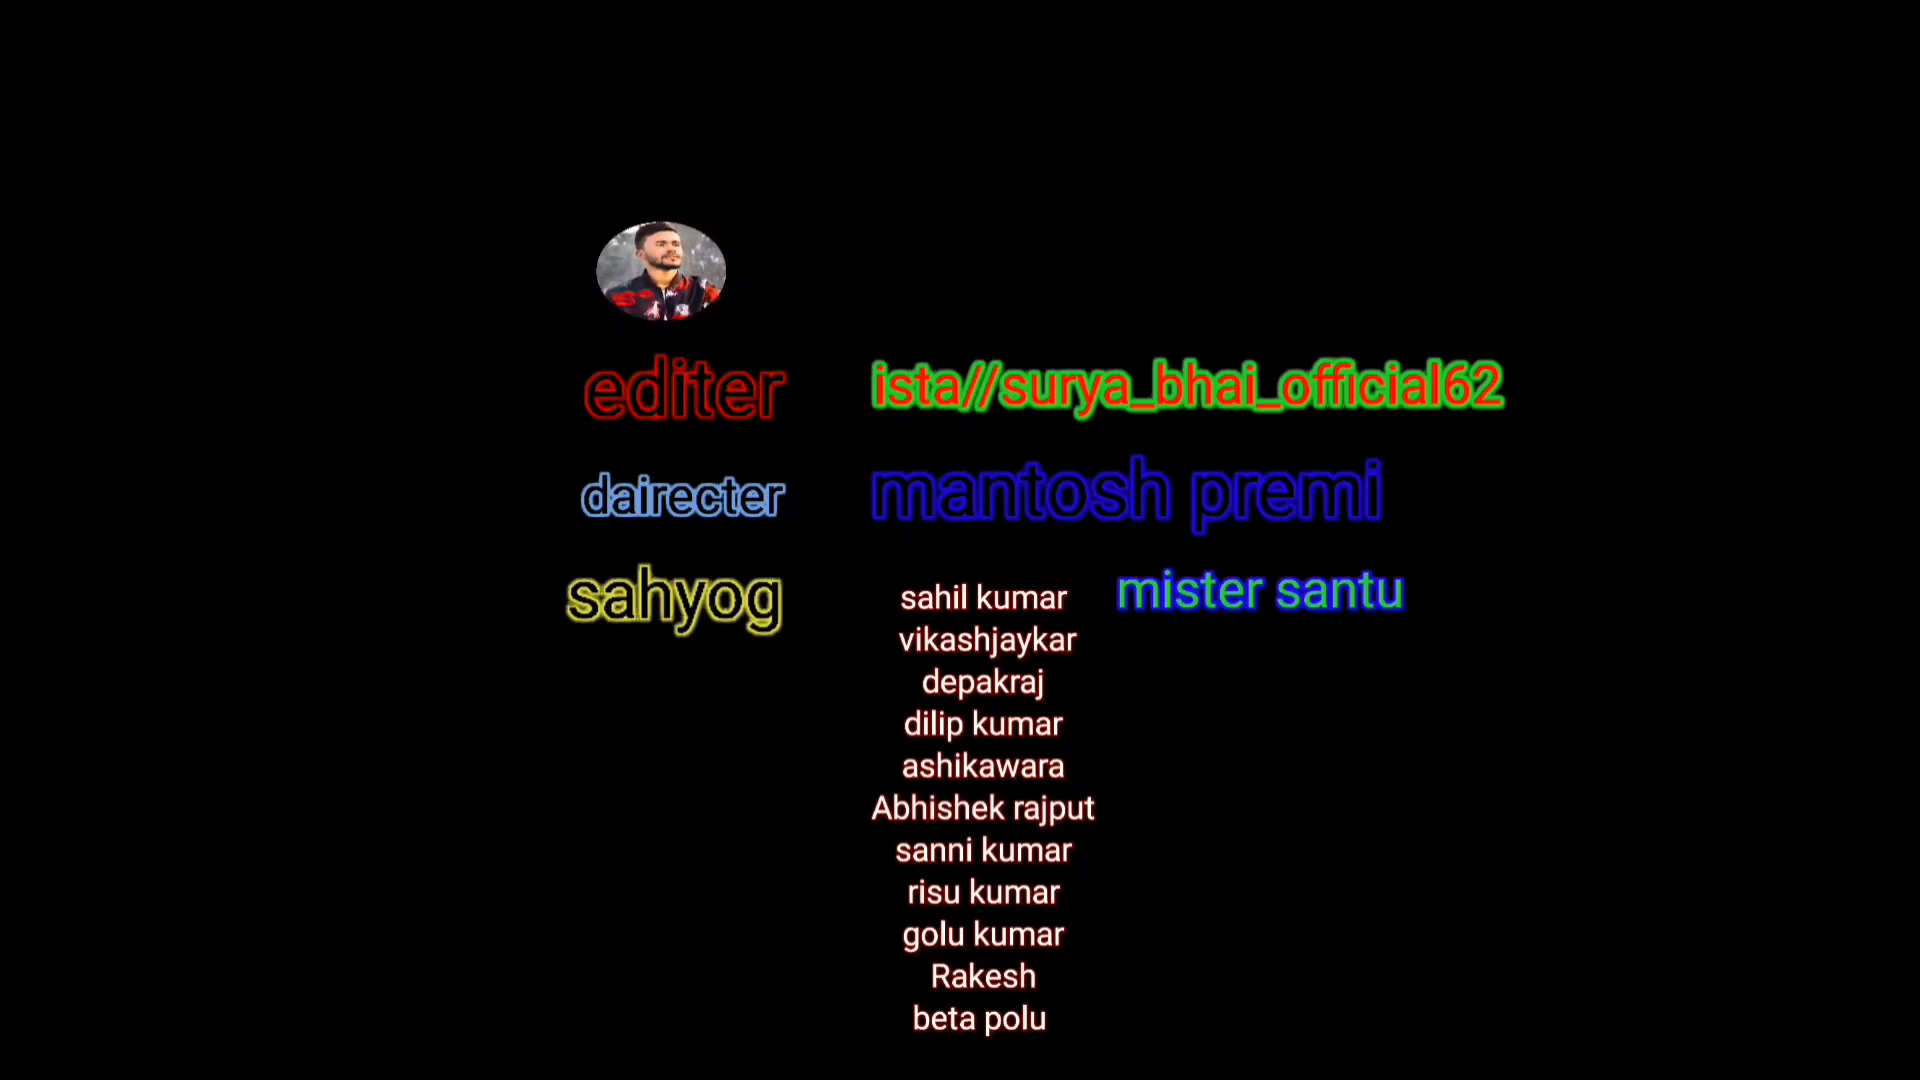 editer ista//surya_bhai_official62
dairecter mantosh premi
sahyog sahil kumar mister santu
vikashjaykar
depakraj
dilip kumar
ashikawara
Abhishek rajput
sanni kumar
risu kumar
golu kumar
Rakesh
beta polu